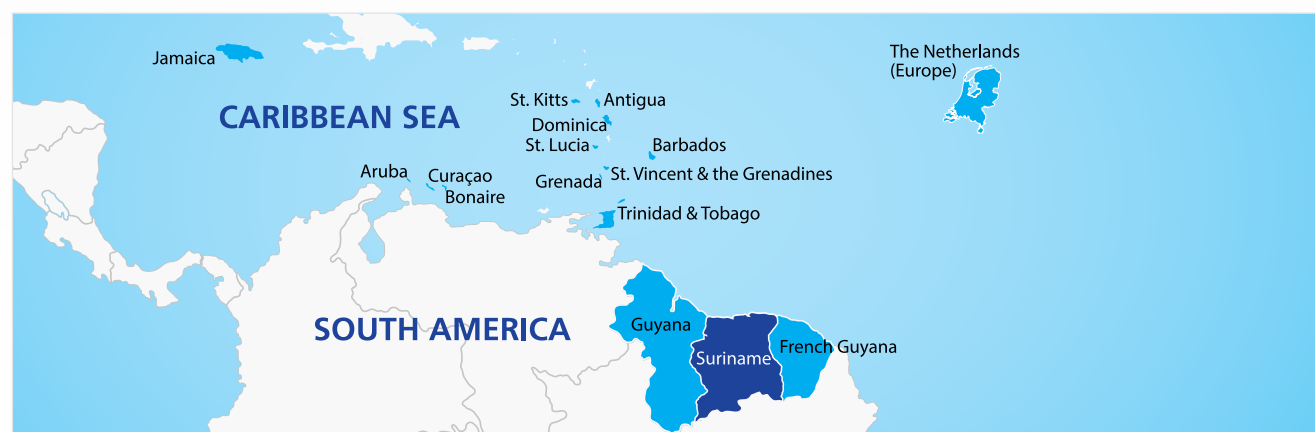 Jamaica
The Netherlands
(Europe)
CARIBBEAN SEA
St. Kitts
Antigua
Dominica
St. Lucia
Barbados
Aruba
Curaçao
Bonaire
Grenada
St. Vincent & the Grenadines
Trinidad & Tobago
SOUTH AMERICA
Guyana
Suriname
French Guyana